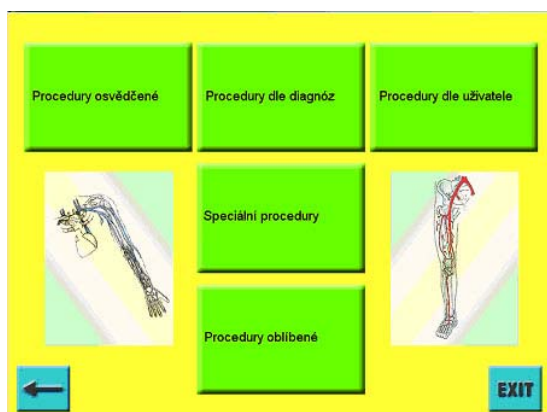 Procedury osvědčené
Procedury dle diagnóz
Procedury dle uživatele
Speciální procedury
Procedury oblíbené
EXIT